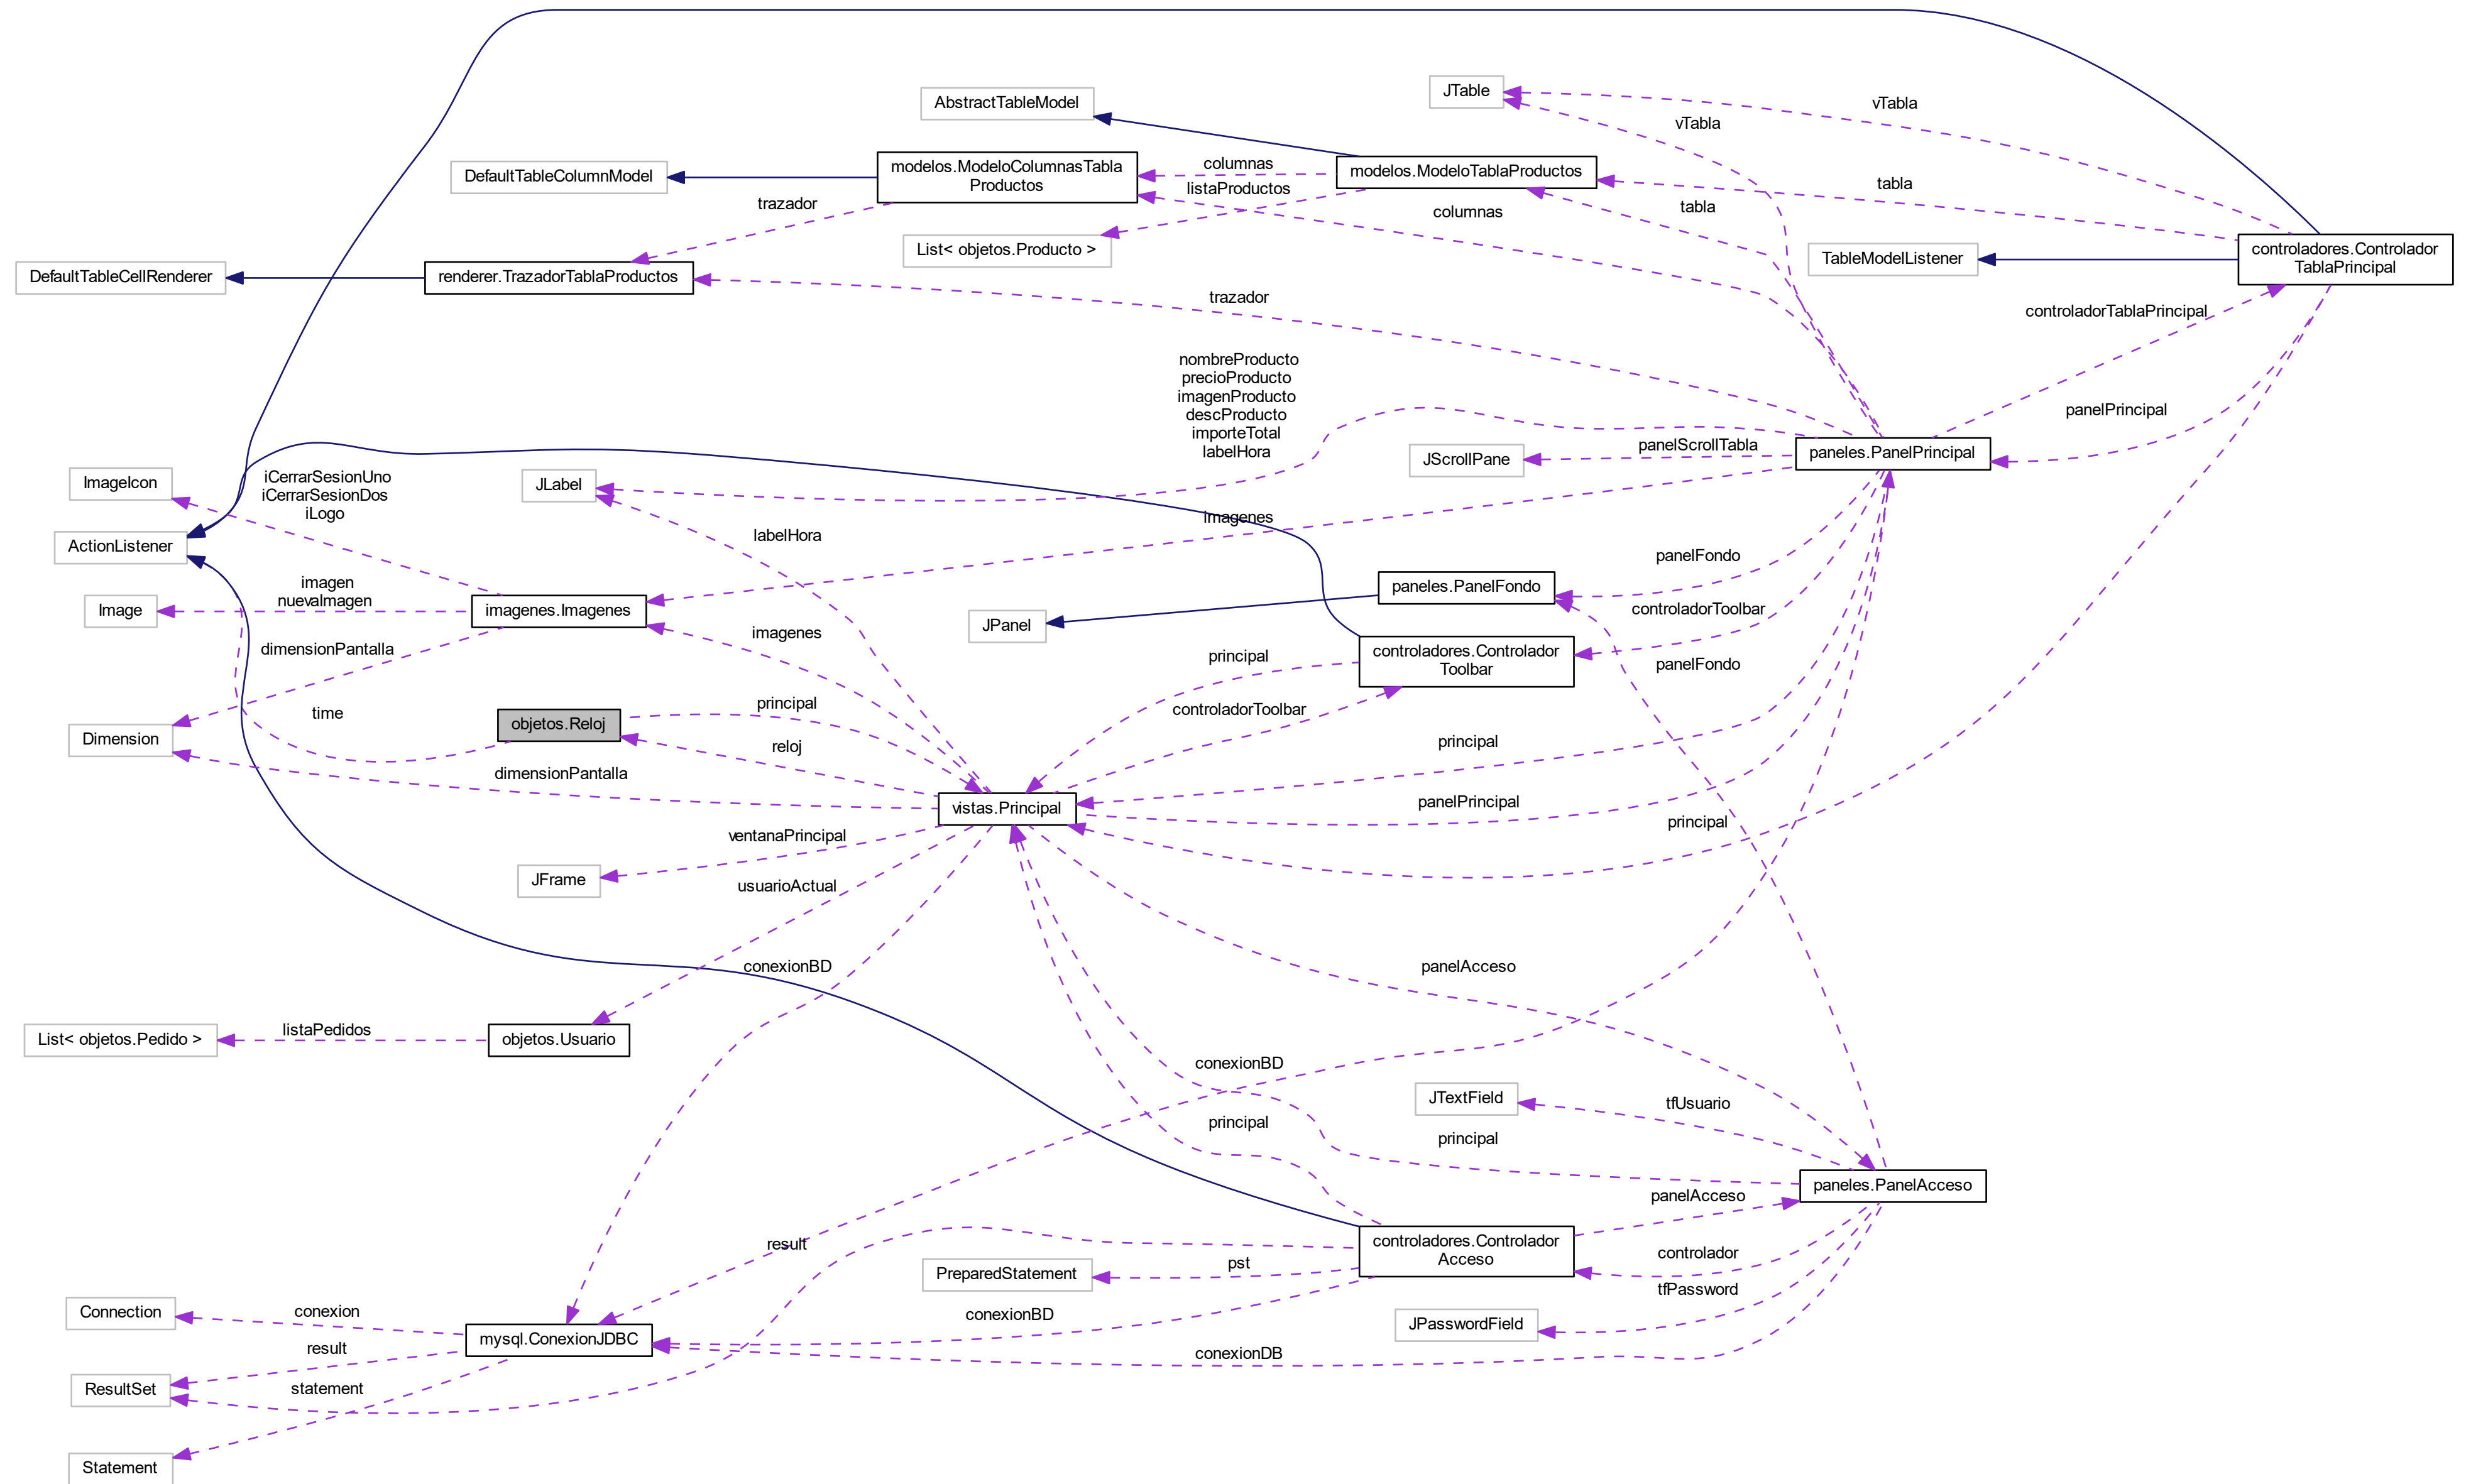 JTable
vTabla
AbstractTableModel
vTabla
modelos.ModeloColumnasTabla
Productos
columnas
modelos.ModeloTablaProductos
DefaultTableColumnModel
listaProductos
tabla
trazador
columnas
tabla
List< objetos.Producto >
controladores.Controlador
TablaPrincipal
TableModelListener
DefaultTableCellRenderer
renderer.TrazadorTablaProductos
trazador
controladorTablaPrincipal
nombreProducto
precioProducto
imagenProducto
descProducto
importeTotal
labelHora
panelPrincipal
panelScrollTabla
paneles.PanelPrincipal
JScrollPane
ImageIcon
iCerrarSesionUno
iCerrarSesionDos
iLogo
JLabel
imagenes
labelHora
ActionListener
panelFondo
imagen
nuevaImagen
Image
imagenes.Imagenes
paneles.PanelFondo
controladorToolbar
JPanel
imagenes
dimensionPantalla
principal
controladores.Controlador
Toolbar
panelFondo
principal
controladorToolbar
time
objetos.Reloj
Dimension
reloj
principal
dimensionPantalla
vistas.Principal
panelPrincipal
principal
ventanaPrincipal
JFrame
usuarioActual
conexionBD
panelAcceso
List< objetos.Pedido >
listaPedidos
objetos.Usuario
conexionBD
JTextField
tfUsuario
principal
principal
paneles.PanelAcceso
panelAcceso
result
controladores.Controlador
Acceso
controlador
PreparedStatement
pst
tfPassword
Connection
conexion
conexionBD
JPasswordField
mysql.ConexionJDBC
result
conexionDB
ResultSet
statement
Statement